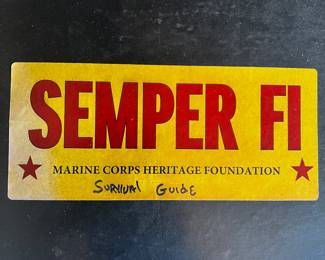 SEMPER FI
MARINE CORPS HERITAGE FOUNDATION
SURVIVAL GUIDE